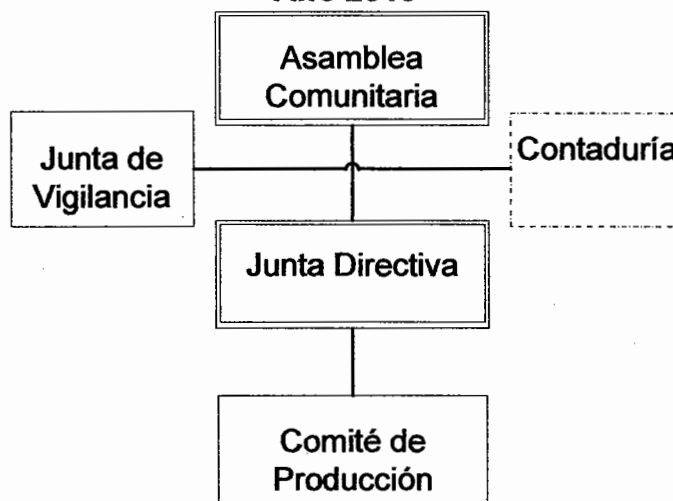 Asamblea
Comunitaria
Junta de
Vigilancia
Contaduría
Junta Directiva
Comité de
Producción